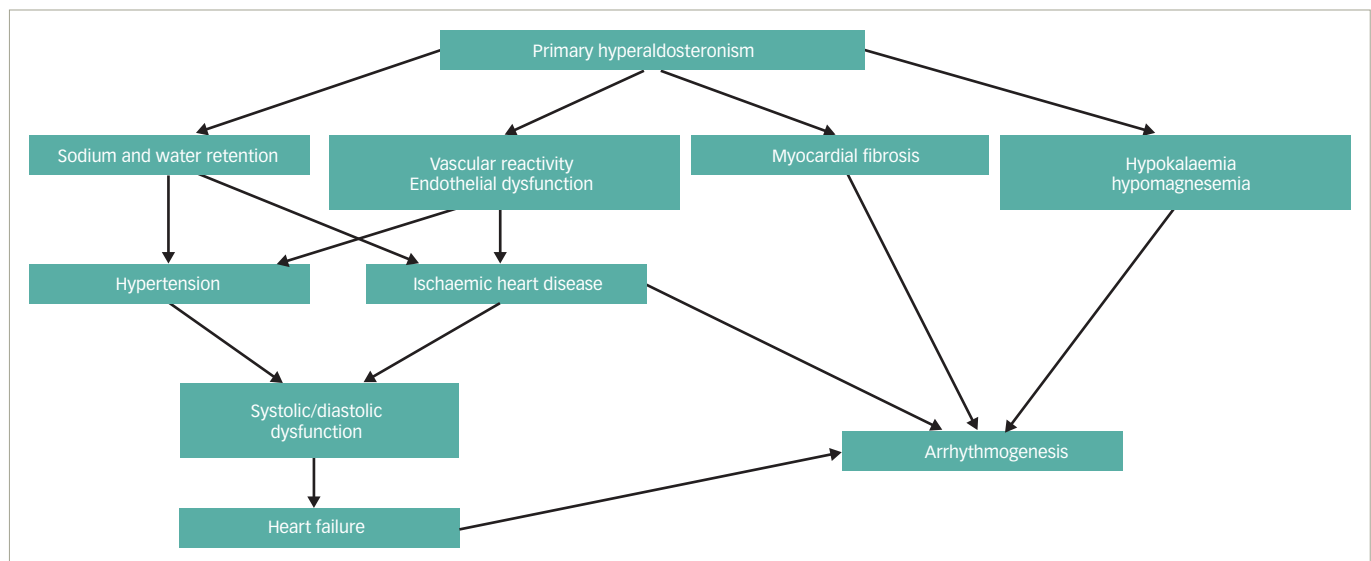 Primary hyperaldosteronism
Sodium and water retention
Vascular reactivity
Endothelial dysfunction
Myocardial fibrosis
Hypokalaemia
hypomagnesemia
Hypertension
Ischaemic heart disease
Systolic/diastolic
dysfunction
Arrhythmogenesis
Heart failure